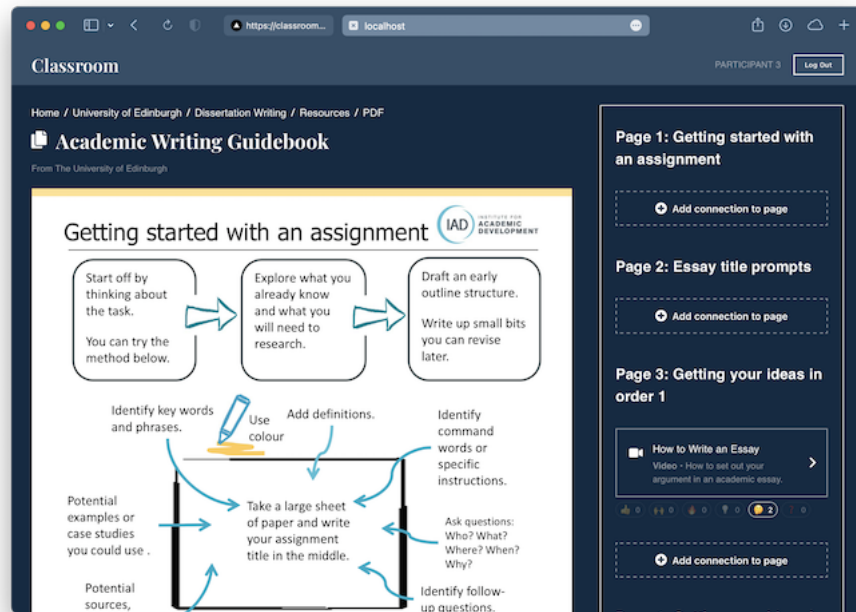 https://classroom...
localhost
Classroom
PARTICIPANT 3
Log Out
Home / University of Edinburgh / Dissertation Writing / Resources / PDF
Academic Writing Guidebook
From The University of Edinburgh
Getting started with an assignment
IAD
INSTITUTE FOR
ACADEMIC
DEVELOPMENT
Start off by
thinking about
the task.
You can try the
method below.
Explore what you
already know
and what you
will need to
research.
Draft an early
outline structure.
Write up small bits
you can revise
later.
Identify key words
and phrases.
Use
colour
Add definitions.
Identify
command
words or
specific
instructions.
Potential
examples or
case studies
you could use .
Take a large sheet
of paper and write
your assignment
title in the middle.
Ask questions:
Who? What?
Where? When?
Why?
Potential
sources,
Identify follow-
up questions.
Page 1: Getting started with
an assignment
Add connection to page
Page 2: Essay title prompts
Add connection to page
Page 3: Getting your ideas in
order 1
How to Write an Essay
Video - How to set out your
argument in an academic essay.
0 0 0 0 2 0
Add connection to page